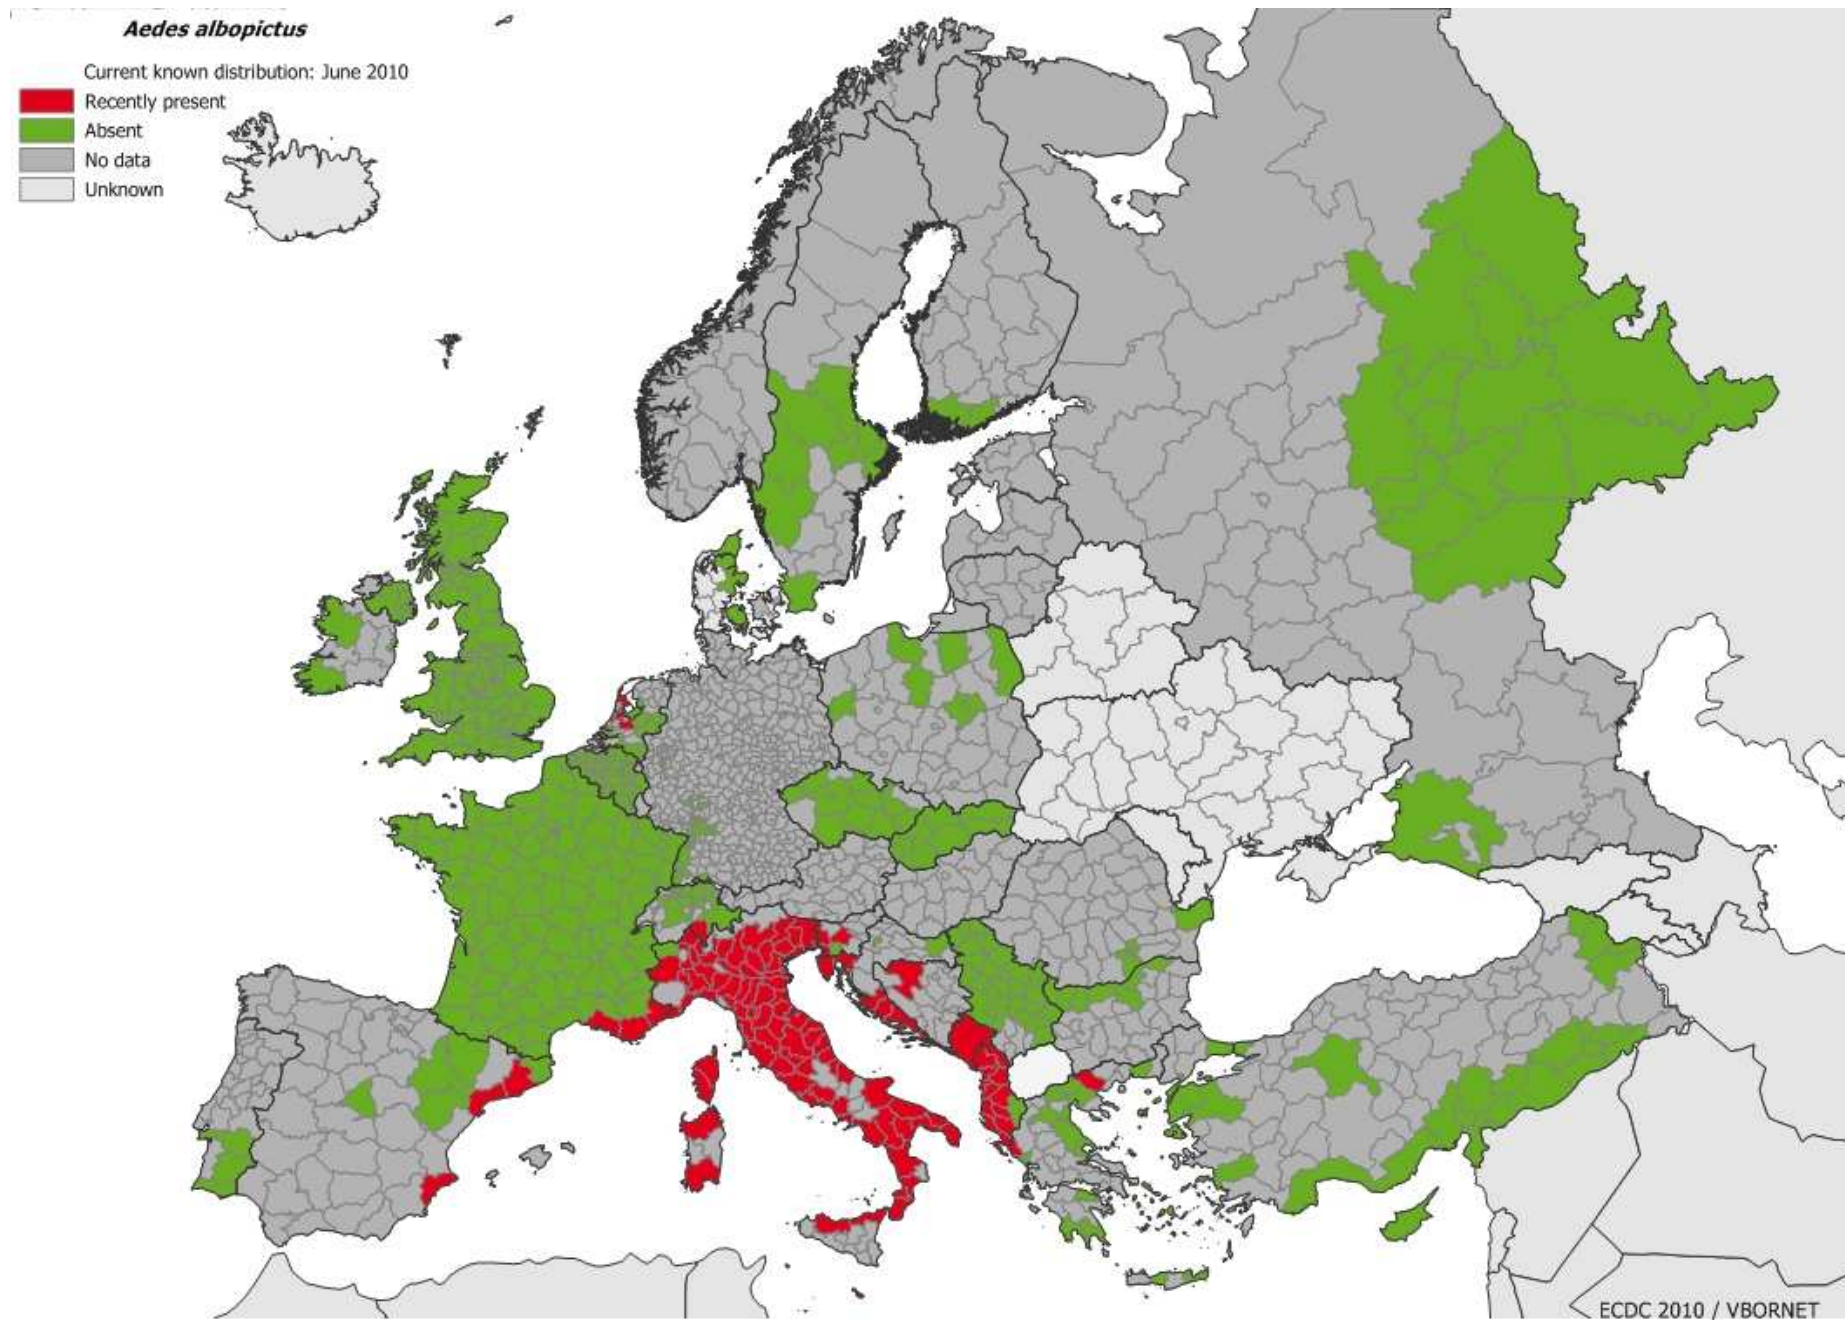 Aedes albopictus
Current known distribution: June 2010
Recently present
Absent
No data
Unknown
ECDC 2010 / VBORNET